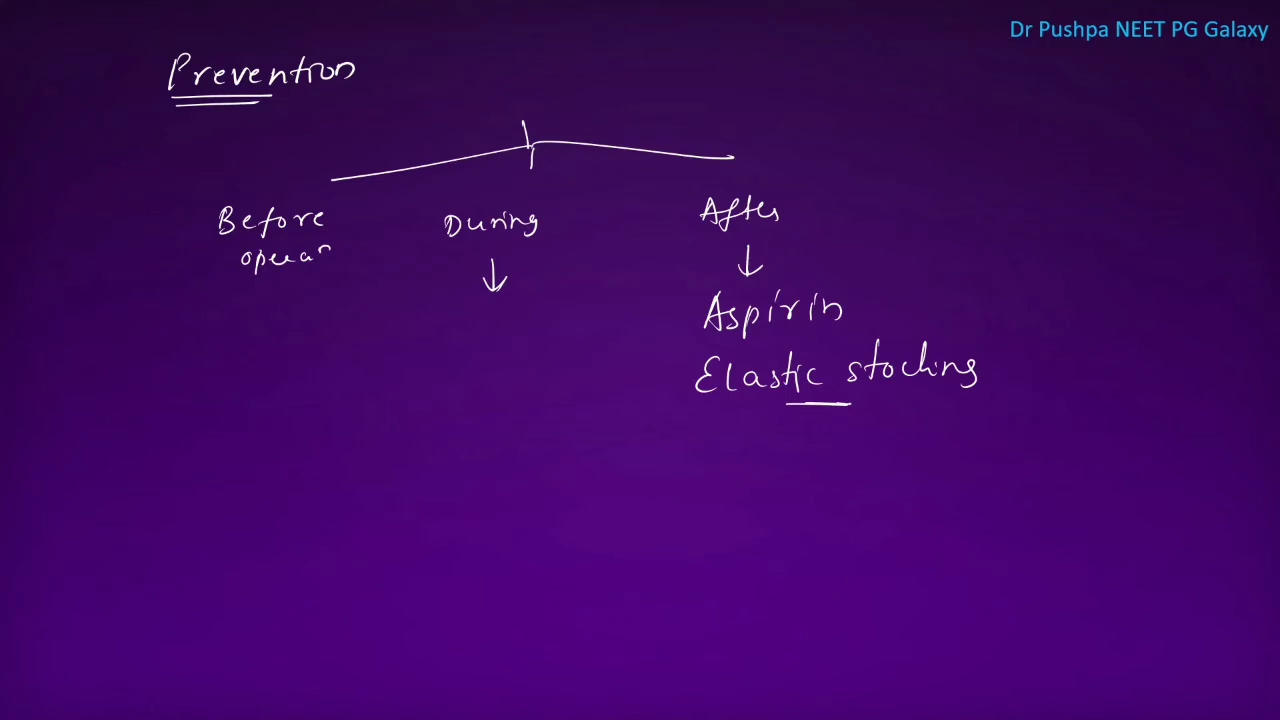 Dr Pushpa NEET PG Galaxy
Prevention
Before During After
operan
Aspirin
Elastic stocking